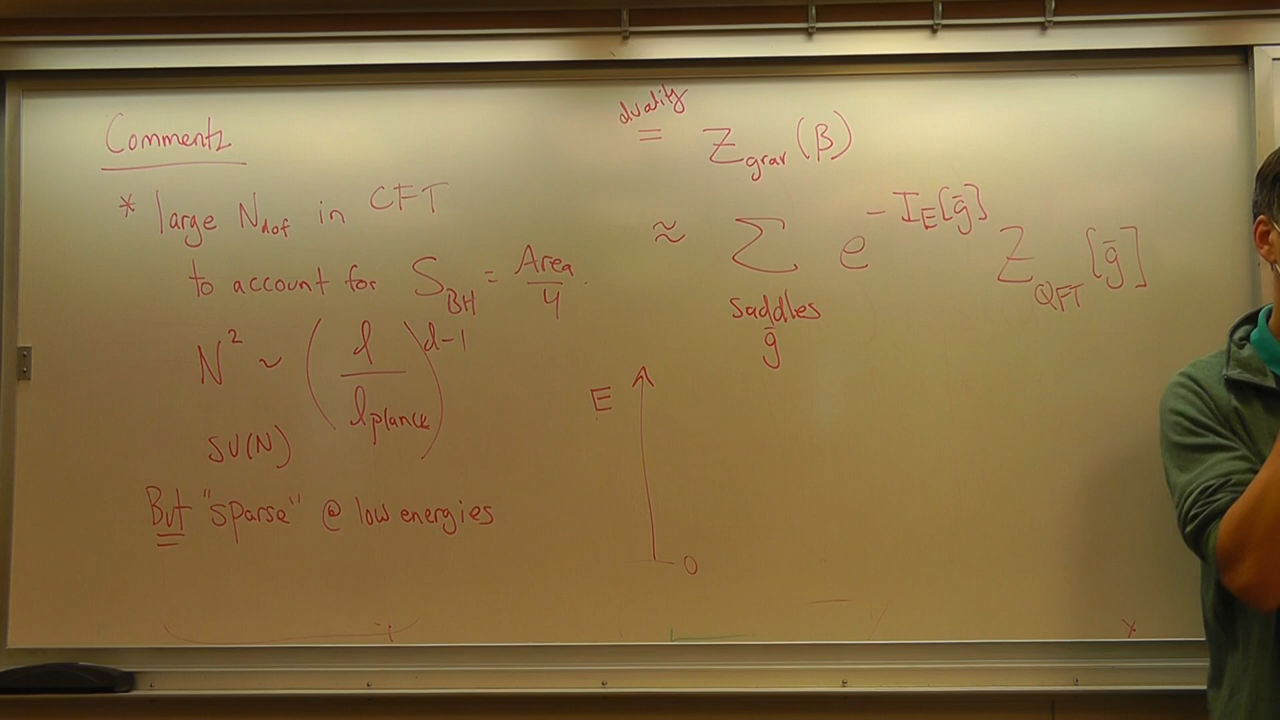 Comments
* large N_dof in CFT
to account for S_BH = Area/4.
N^2 ~ (l/l_planck)^{d-1}
SU(N)
But "sparse" @ low energies
duality
= Z_grav(β)
≈ Σ e^{-I_E[ḡ]} Z_QFT[ḡ]
saddles
ḡ
E
0